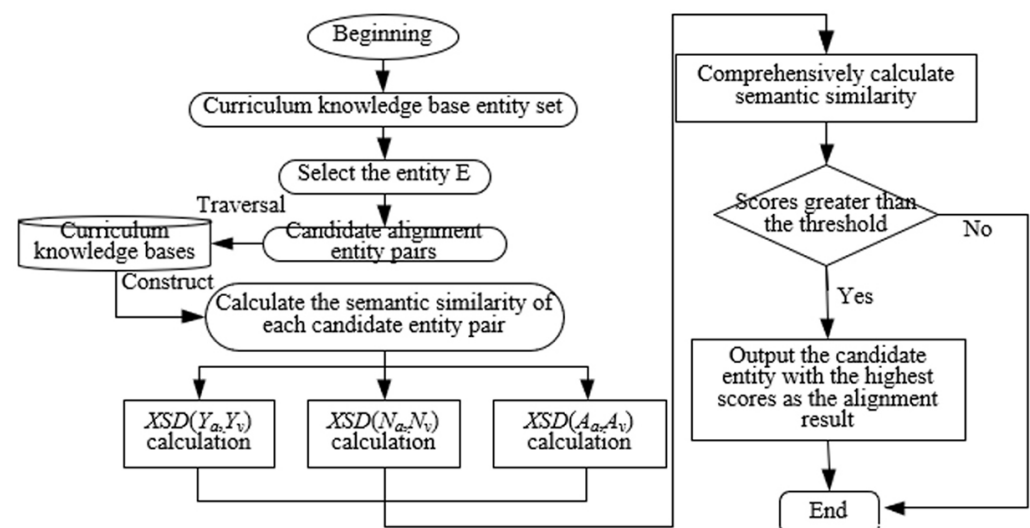 Beginning
Curriculum knowledge base entity set
Select the entity E
Traversal
Candidate alignment
entity pairs
Curriculum
knowledge bases
Construct
Calculate the semantic similarity of
each candidate entity pair
XSD(Ya,Yv)
calculation
XSD(Na,Nv)
calculation
XSD(Aa,Av)
calculation
Comprehensively calculate
semantic similarity
Scores greater than
the threshold
No
Yes
Output the candidate
entity with the highest
scores as the alignment
result
End